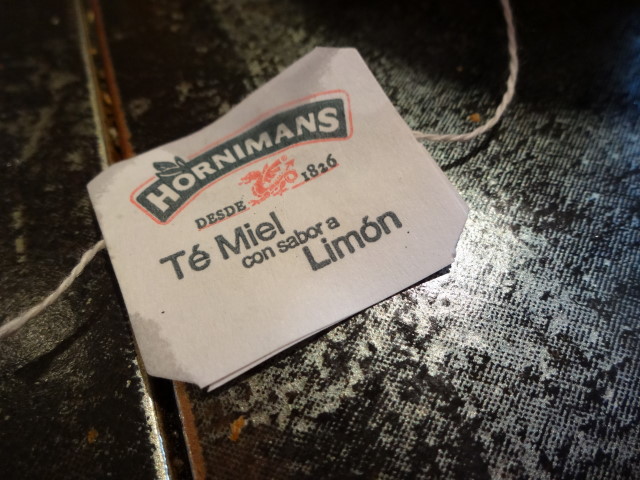 HORNIMANS
DESDE 1826
Té Miel
con sabor a
Limón